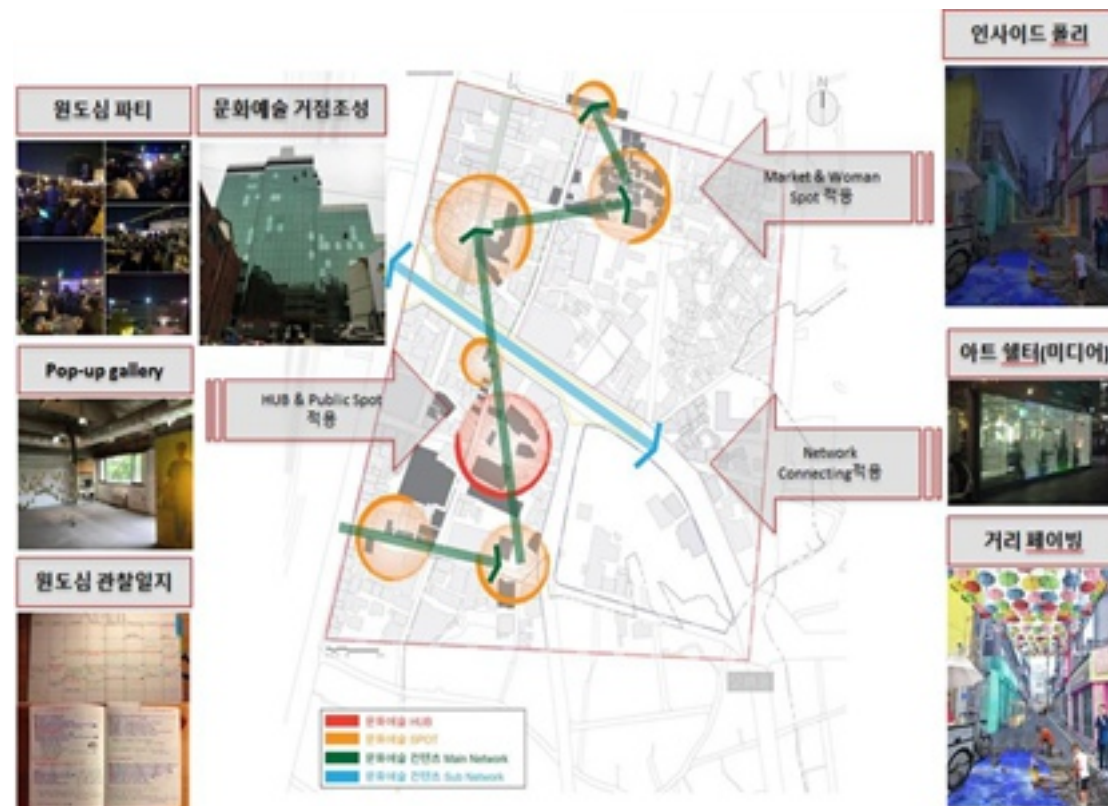 인사이드 폴리
원도심 파티
문화예술 거점조성
N
Market & Woman
Spot 적용
Pop-up gallery
아트 쉘터(미디어)
HUB & Public Spot
적용
Network
Connecting적용
거리 페이빙
원도심 관찰일지
문화예술 HUB
문화예술 SPOT
문화예술 컨텐츠 Main Network
문화예술 컨텐츠 Sub Network